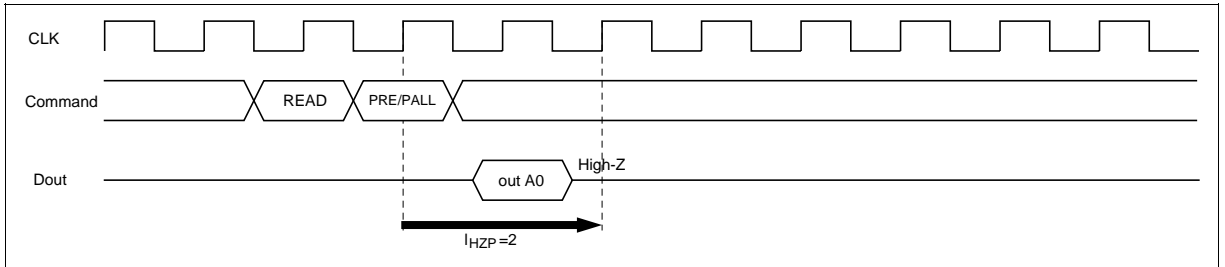 CLK
Command READ PRE/PALL
Dout out A0 High-Z
IHZP=2